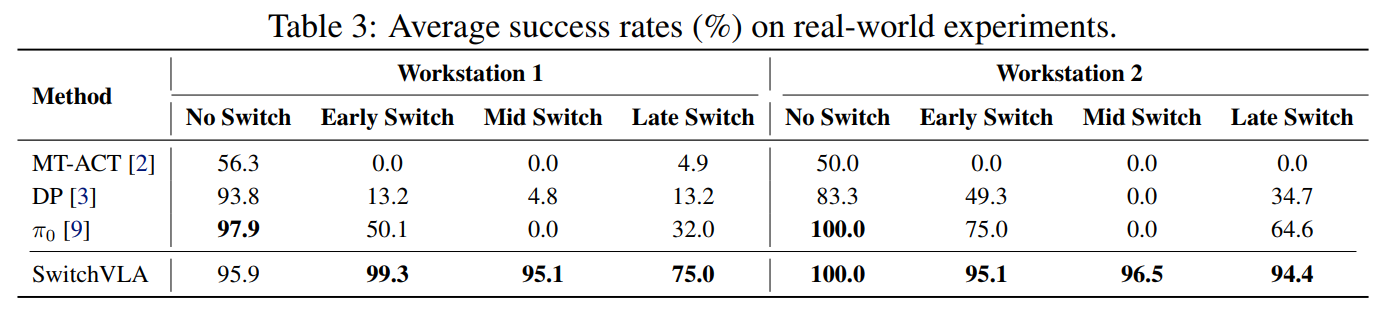 Table 3: Average success rates (%) on real-world experiments.
Method Workstation 1 Workstation 2
No Switch Early Switch Mid Switch Late Switch No Switch Early Switch Mid Switch Late Switch
MT-ACT [2] 56.3 0.0 0.0 4.9 50.0 0.0 0.0 0.0
DP [3] 93.8 13.2 4.8 13.2 83.3 49.3 0.0 34.7
π₀ [9] 97.9 50.1 0.0 32.0 100.0 75.0 0.0 64.6
SwitchVLA 95.9 99.3 95.1 75.0 100.0 95.1 96.5 94.4